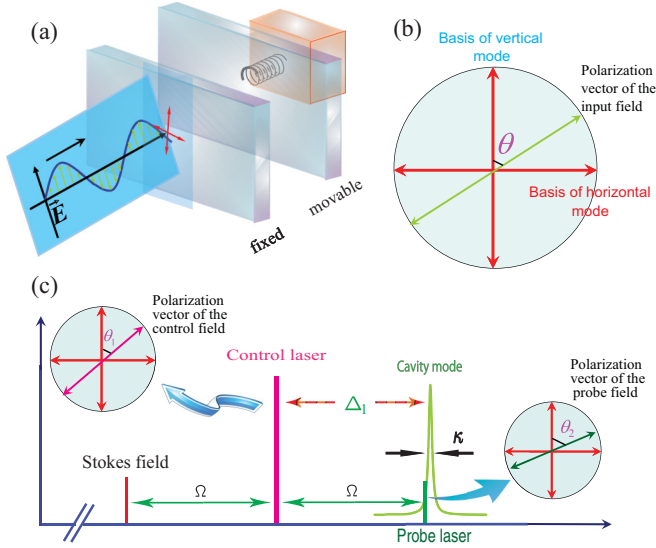 (a)
E
fixed
movable
(b)
Basis of vertical
mode
Polarization
vector of the
input field
θ
Basis of horizontal
mode
(c)
Polarization
vector of the
control field
θ1
Control laser
Cavity mode
Polarization
vector of the
probe field
θ2
Δ1
κ
Stokes field
Ω
Ω
Probe laser